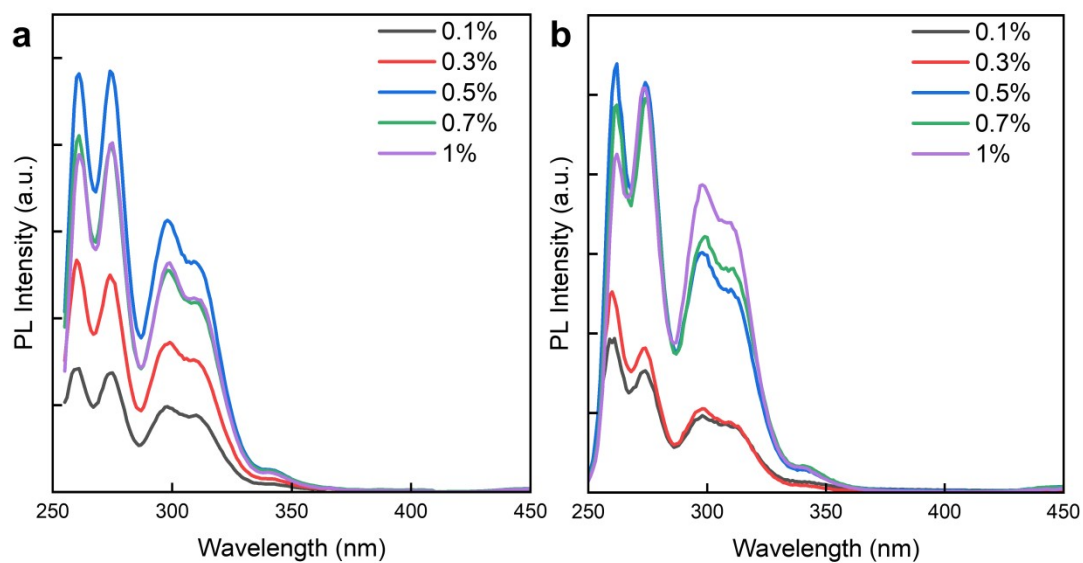 a
0.1%
0.3%
0.5%
0.7%
1%
PL Intensity (a.u.)
250 300 350 400 450
Wavelength (nm)
b
0.1%
0.3%
0.5%
0.7%
1%
PL Intensity (a.u.)
250 300 350 400 450
Wavelength (nm)